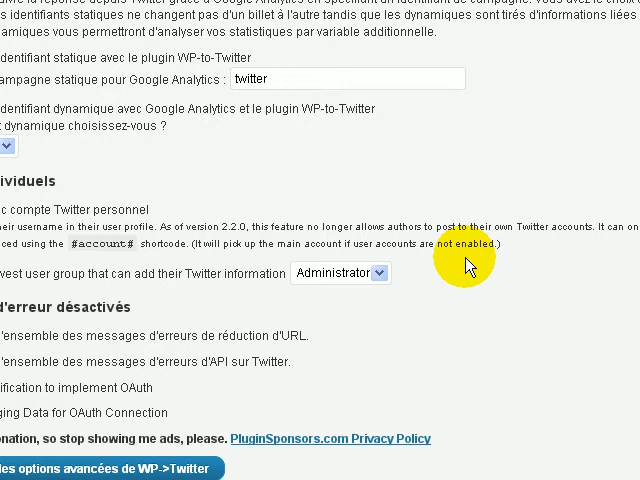 depuis Twitter grâce à Google Analytics en spécifiant un identifiant de campagne. Vous avez le choix
s identifiants statiques ne changent pas d'un billet à l'autre tandis que les dynamiques sont tirés d'informations liées
amiques vous permettront d'analyser vos statistiques par variable additionnelle.
dentifiant statique avec le plugin WP-to-Twitter
ampagne statique pour Google Analytics : twitter
dentifiant dynamique avec Google Analytics et le plugin WP-to-Twitter
t dynamique choisissez-vous ?
ividuels
c compte Twitter personnel
heir username in their user profile. As of version 2.2.0, this feature no longer allows authors to post to their own Twitter accounts. It can on
ced using the #account# shortcode. (It will pick up the main account if user accounts are not enabled.)
vest user group that can add their Twitter information Administrator
d'erreur désactivés
'ensemble des messages d'erreurs de réduction d'URL.
'ensemble des messages d'erreurs d'API sur Twitter.
ification to implement OAuth
ging Data for OAuth Connection
nation, so stop showing me ads, please. PluginSponsors.com Privacy Policy
les options avancées de WP->Twitter